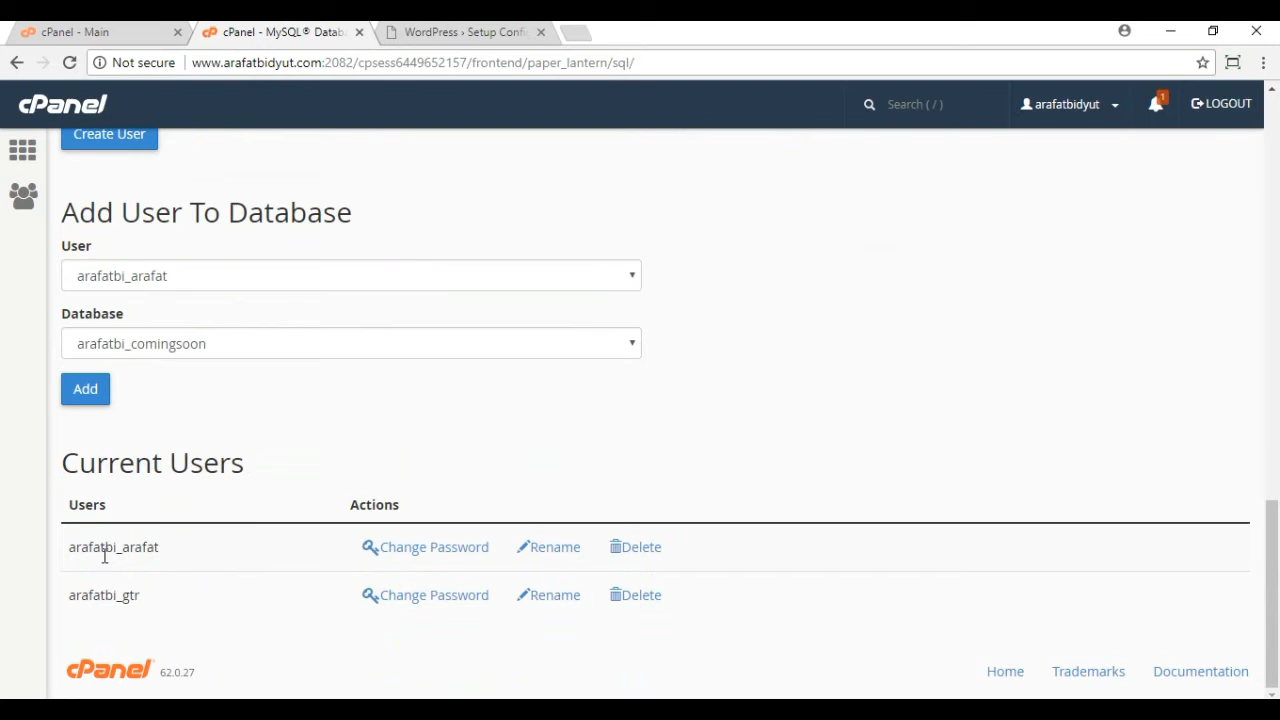 cPanel - Main
cPanel - MySQL® Datab
WordPress › Setup Confi
Not secure www.arafatbidyut.com:2082/cpsess6449652157/frontend/paper_lantern/sql/
cPanel Search ( / ) arafatbidyut 1 LOGOUT
Create User
Add User To Database
User
arafatbi_arafat
Database
arafatbi_comingsoon
Add
Current Users
Users Actions
arafatbi_arafat Change Password Rename Delete
arafatbi_gtr Change Password Rename Delete
cPanel 62.0.27 Home Trademarks Documentation